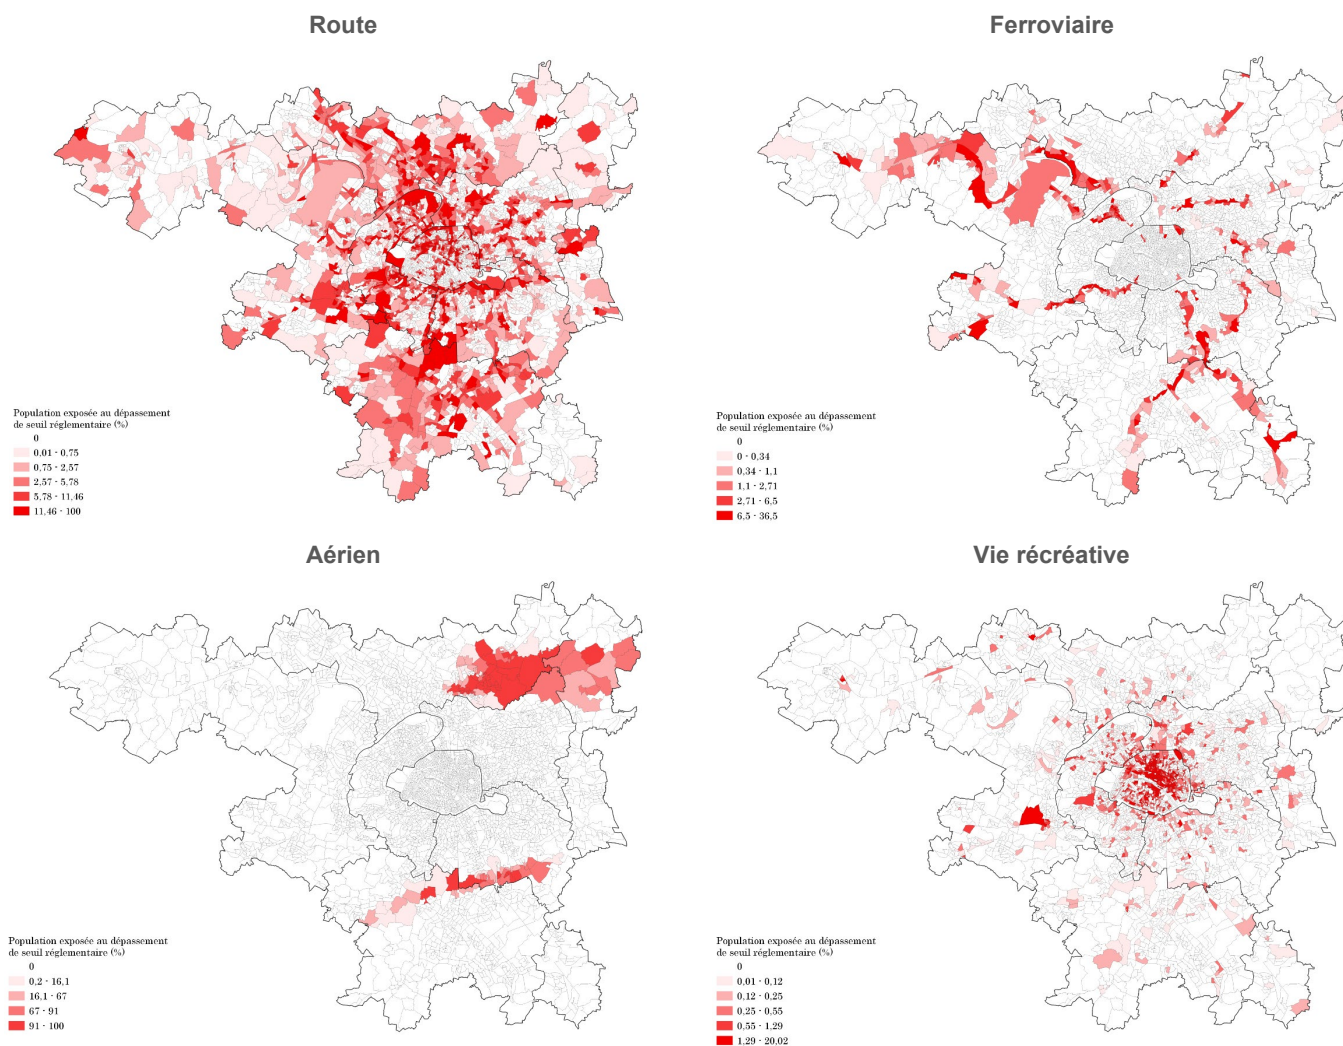 Route
Population exposée au dépassement
de seuil réglementaire (%)
0
0,01 - 0,75
0,75 - 2,57
2,57 - 5,78
5,78 - 11,46
11,46 - 100
Ferroviaire
Population exposée au dépassement
de seuil réglementaire (%)
0
0 - 0,34
0,34 - 1,1
1,1 - 2,71
2,71 - 6,5
6,5 - 36,5
Aérien
Population exposée au dépassement
de seuil réglementaire (%)
0
0,2 - 16,1
16,1 - 67
67 - 91
91 - 100
Vie récréative
Population exposée au dépassement
de seuil réglementaire (%)
0
0,01 - 0,12
0,12 - 0,25
0,25 - 0,55
0,55 - 1,29
1,29 - 20,02